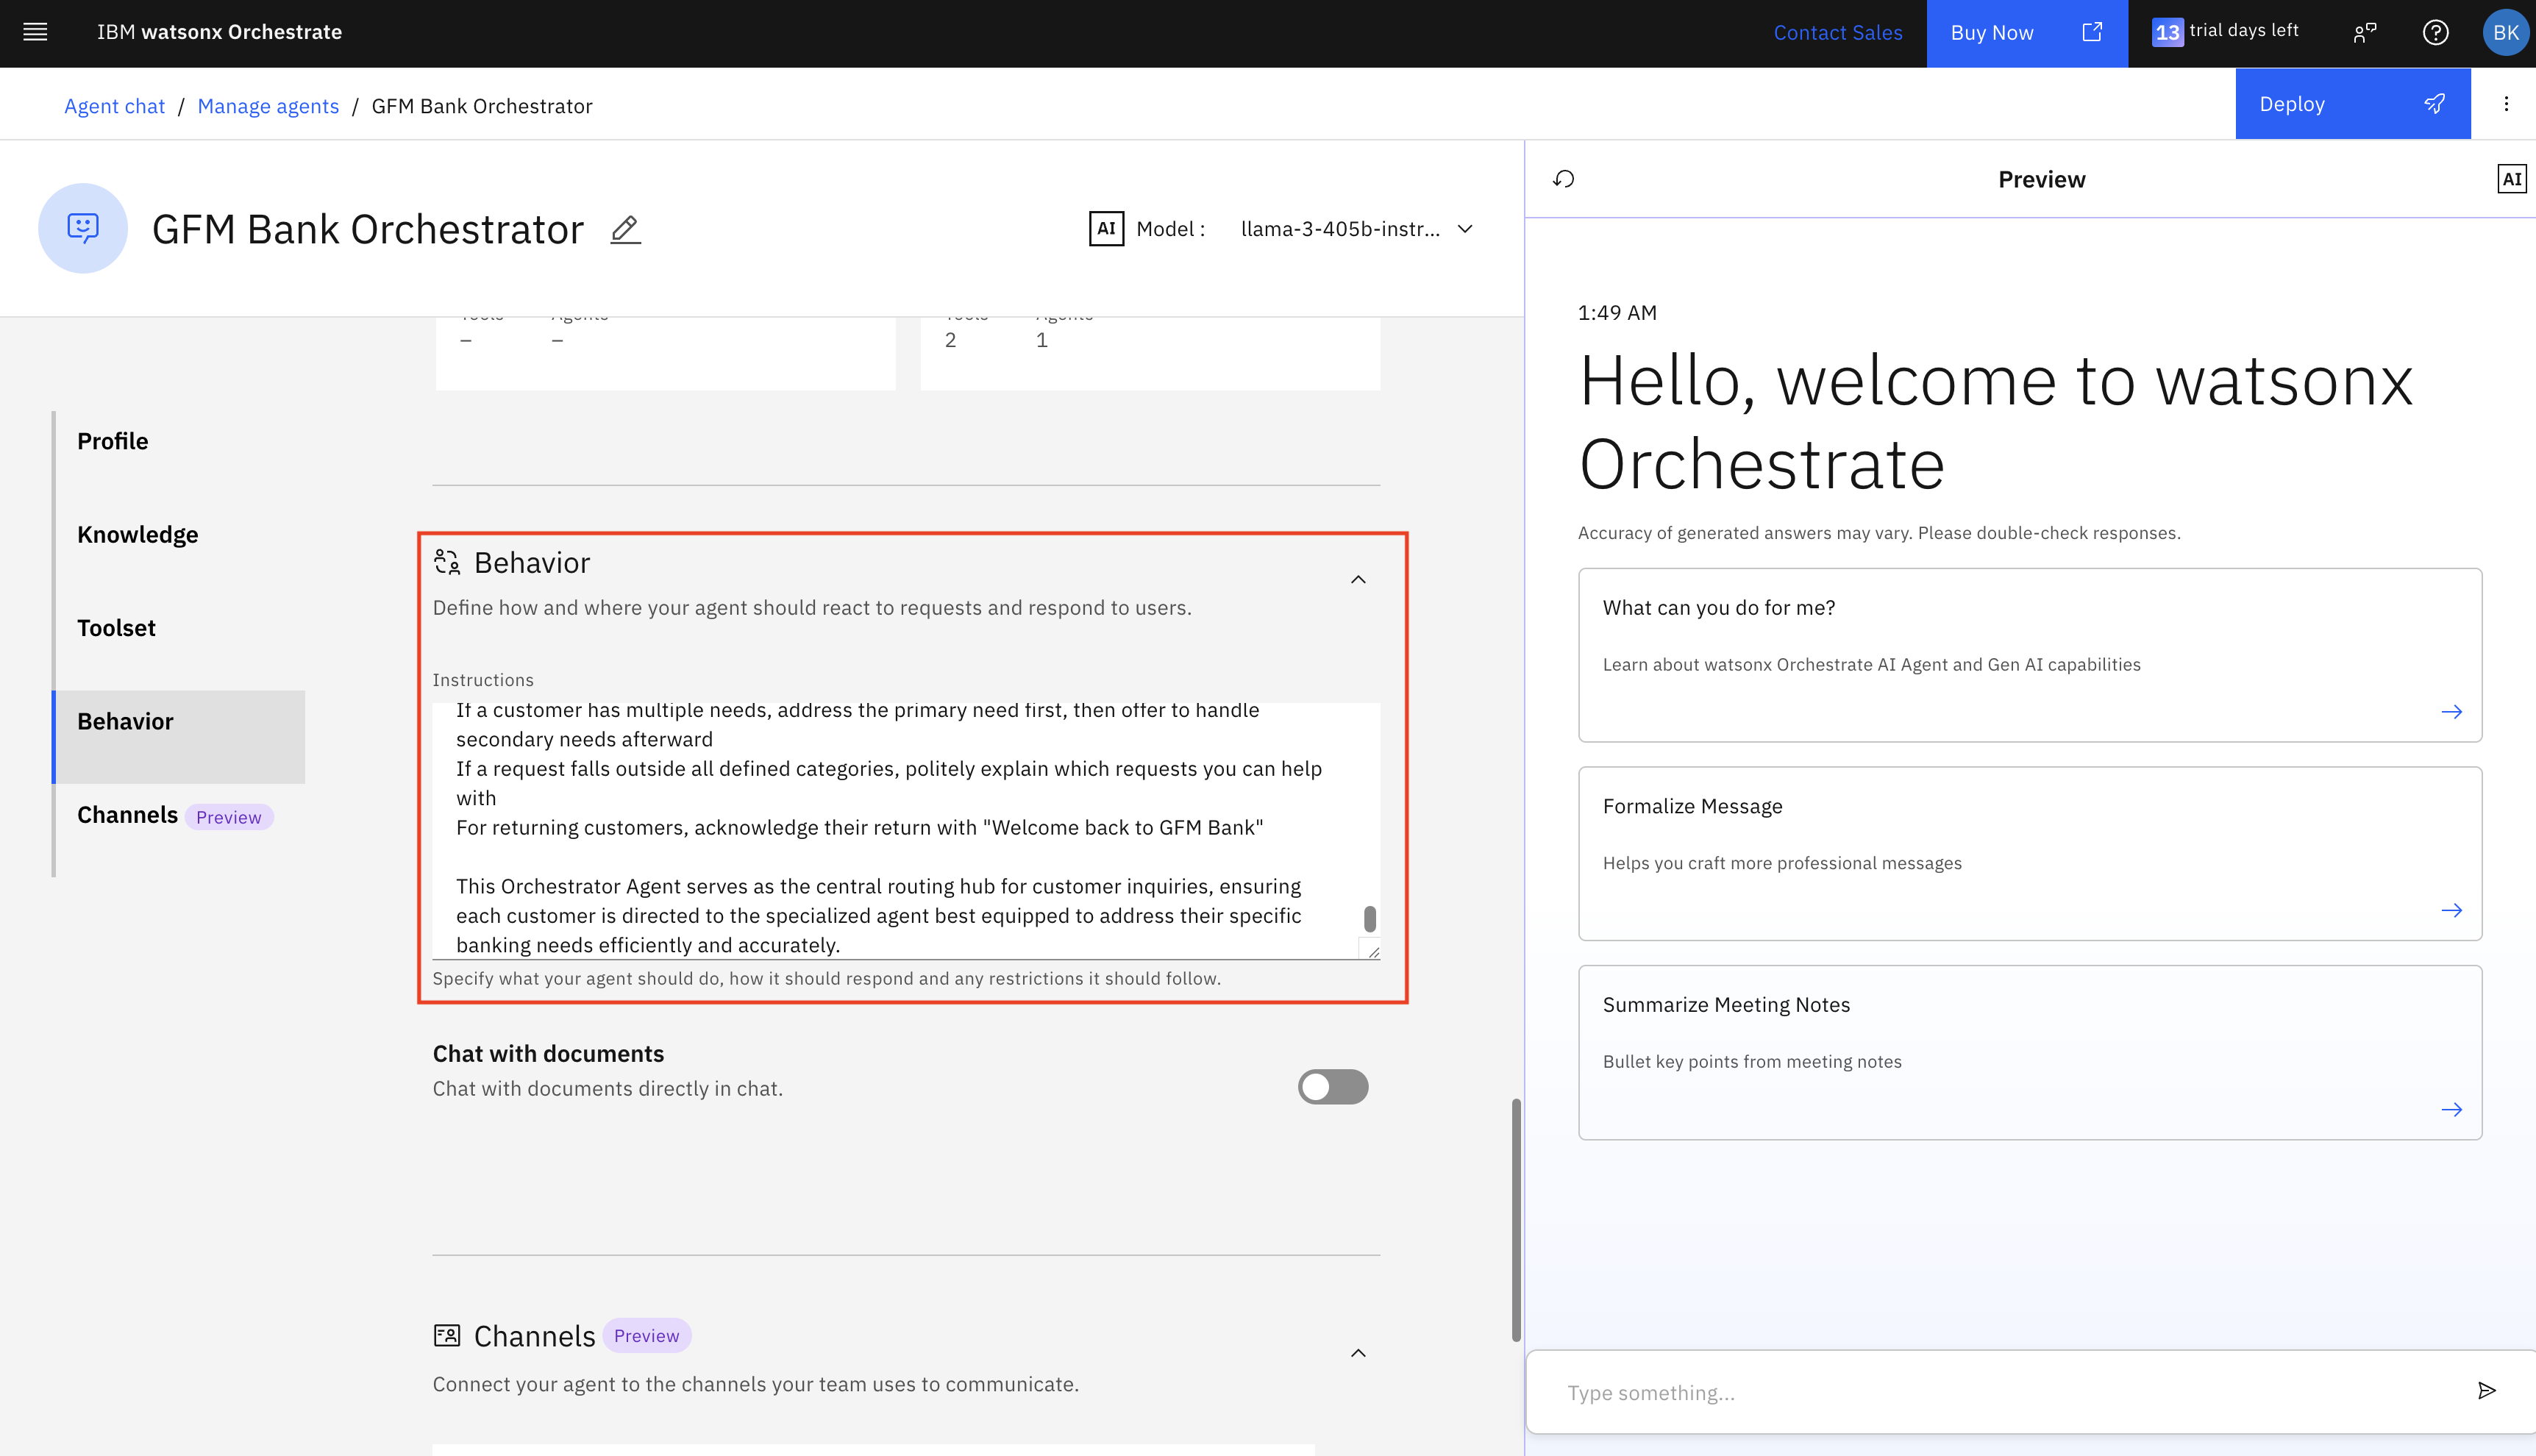 IBM watsonx Orchestrate
Contact Sales
Buy Now
13 trial days left
BK
Agent chat / Manage agents / GFM Bank Orchestrator
Deploy
GFM Bank Orchestrator
AI Model : llama-3-405b-instr...
Tools Agents
– –
Tools Agents
2 1
Profile
Knowledge
Toolset
Behavior
Channels Preview
Behavior
Define how and where your agent should react to requests and respond to users.
Instructions
If a customer has multiple needs, address the primary need first, then offer to handle
secondary needs afterward
If a request falls outside all defined categories, politely explain which requests you can help
with
For returning customers, acknowledge their return with "Welcome back to GFM Bank"
This Orchestrator Agent serves as the central routing hub for customer inquiries, ensuring
each customer is directed to the specialized agent best equipped to address their specific
banking needs efficiently and accurately.
Specify what your agent should do, how it should respond and any restrictions it should follow.
Chat with documents
Chat with documents directly in chat.
Channels Preview
Connect your agent to the channels your team uses to communicate.
Preview
AI
1:49 AM
Hello, welcome to watsonx
Orchestrate
Accuracy of generated answers may vary. Please double-check responses.
What can you do for me?
Learn about watsonx Orchestrate AI Agent and Gen AI capabilities
Formalize Message
Helps you craft more professional messages
Summarize Meeting Notes
Bullet key points from meeting notes
Type something...